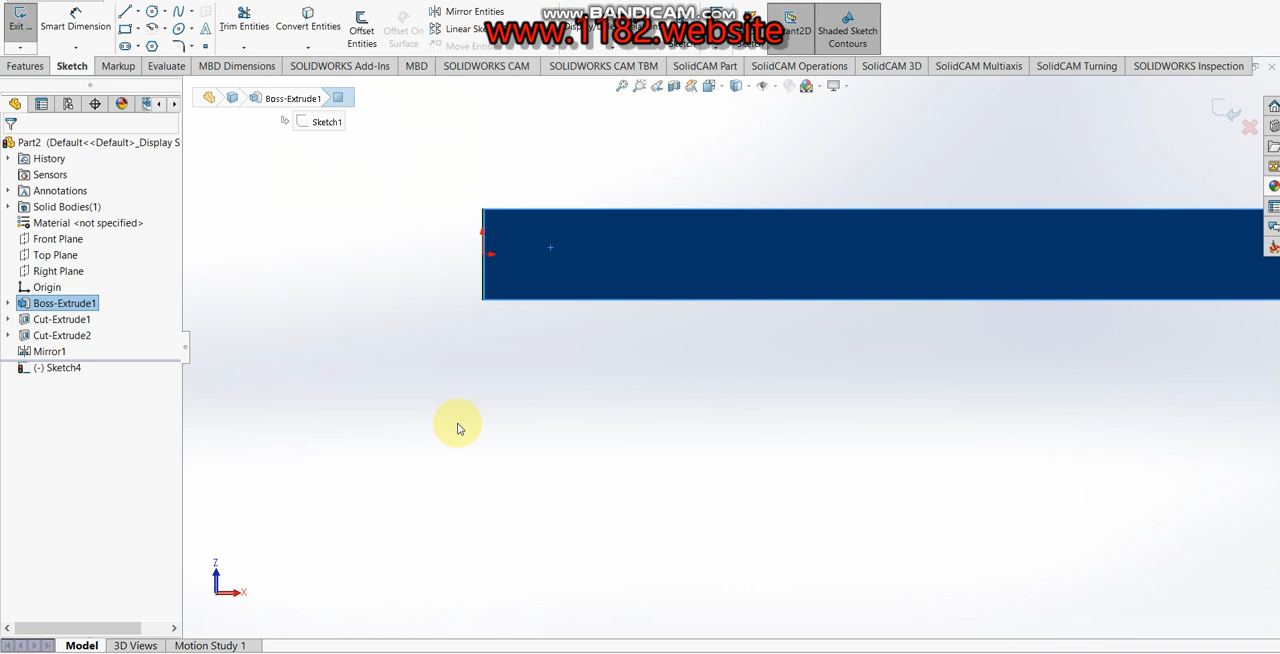 www.BANDICAM.com
www.1182.website
Exit ...
Smart Dimension
Trim Entities
Convert Entities
Offset Entities
Offset On Surface
Mirror Entities
Linear Sk
Move Entit
Shaded Sketch Contours
Features
Sketch
Markup
Evaluate
MBD Dimensions
SOLIDWORKS Add-Ins
MBD
SOLIDWORKS CAM
SOLIDWORKS CAM TBM
SolidCAM Part
SolidCAM Operations
SolidCAM 3D
SolidCAM Multiaxis
SolidCAM Turning
SOLIDWORKS Inspection
Boss-Extrude1
Sketch1
Part2 (Default<<Default>_Display S
History
Sensors
Annotations
Solid Bodies(1)
Material <not specified>
Front Plane
Top Plane
Right Plane
Origin
Boss-Extrude1
Cut-Extrude1
Cut-Extrude2
Mirror1
(-) Sketch4
Z
X
Model
3D Views
Motion Study 1